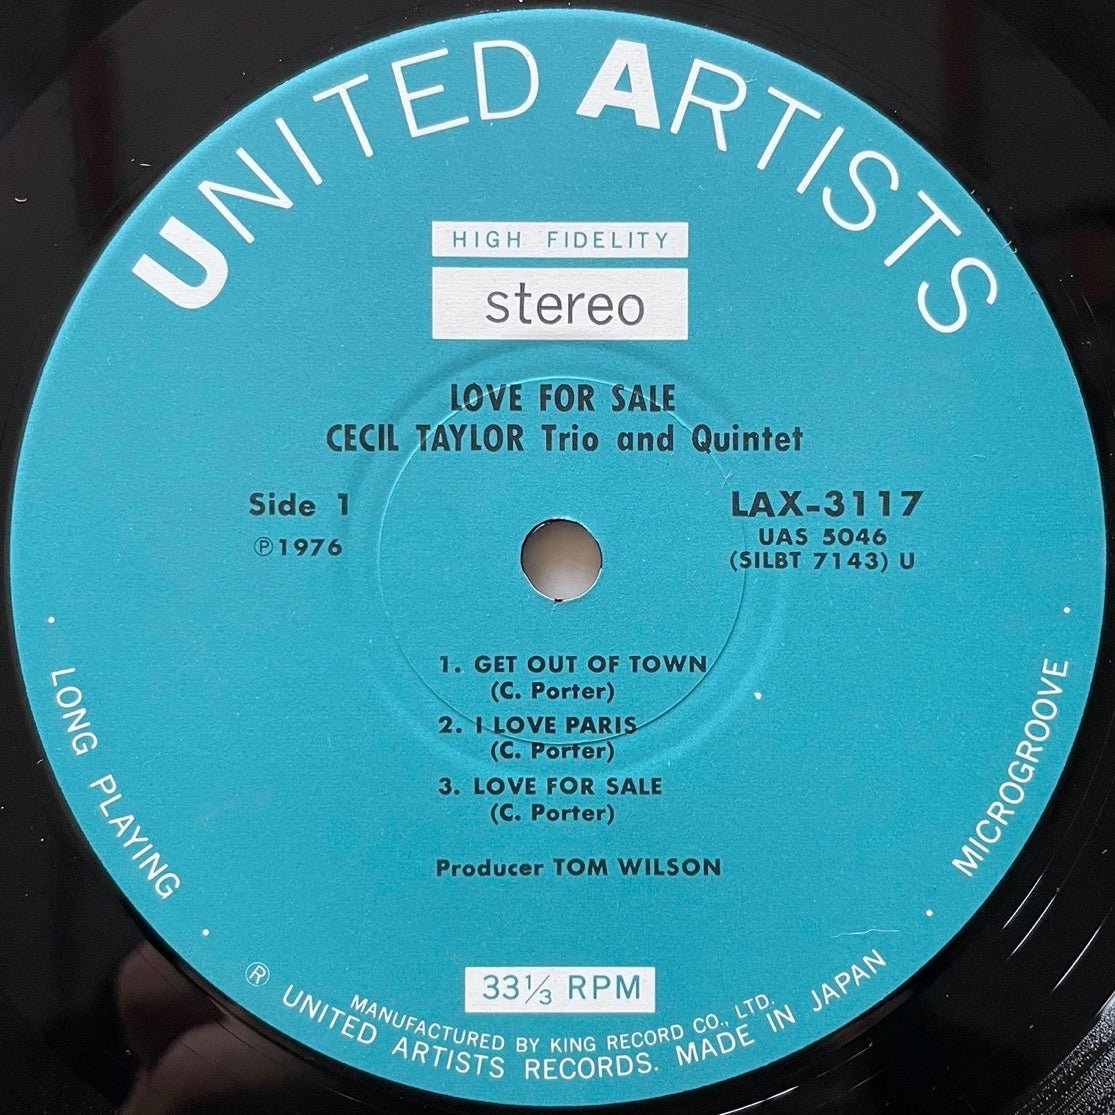 UNITED ARTISTS
HIGH FIDELITY
stereo
LOVE FOR SALE
CECIL TAYLOR Trio and Quintet
Side 1
Ⓟ1976
LAX-3117
UAS 5046
(SILBT 7143) U
1. GET OUT OF TOWN
(C. Porter)
2. I LOVE PARIS
(C. Porter)
3. LOVE FOR SALE
(C. Porter)
Producer TOM WILSON
· LONG PLAYING ·
· MICROGROOVE ·
33⅓ RPM
MANUFACTURED BY KING RECORD CO., LTD.
® UNITED ARTISTS RECORDS. MADE IN JAPAN